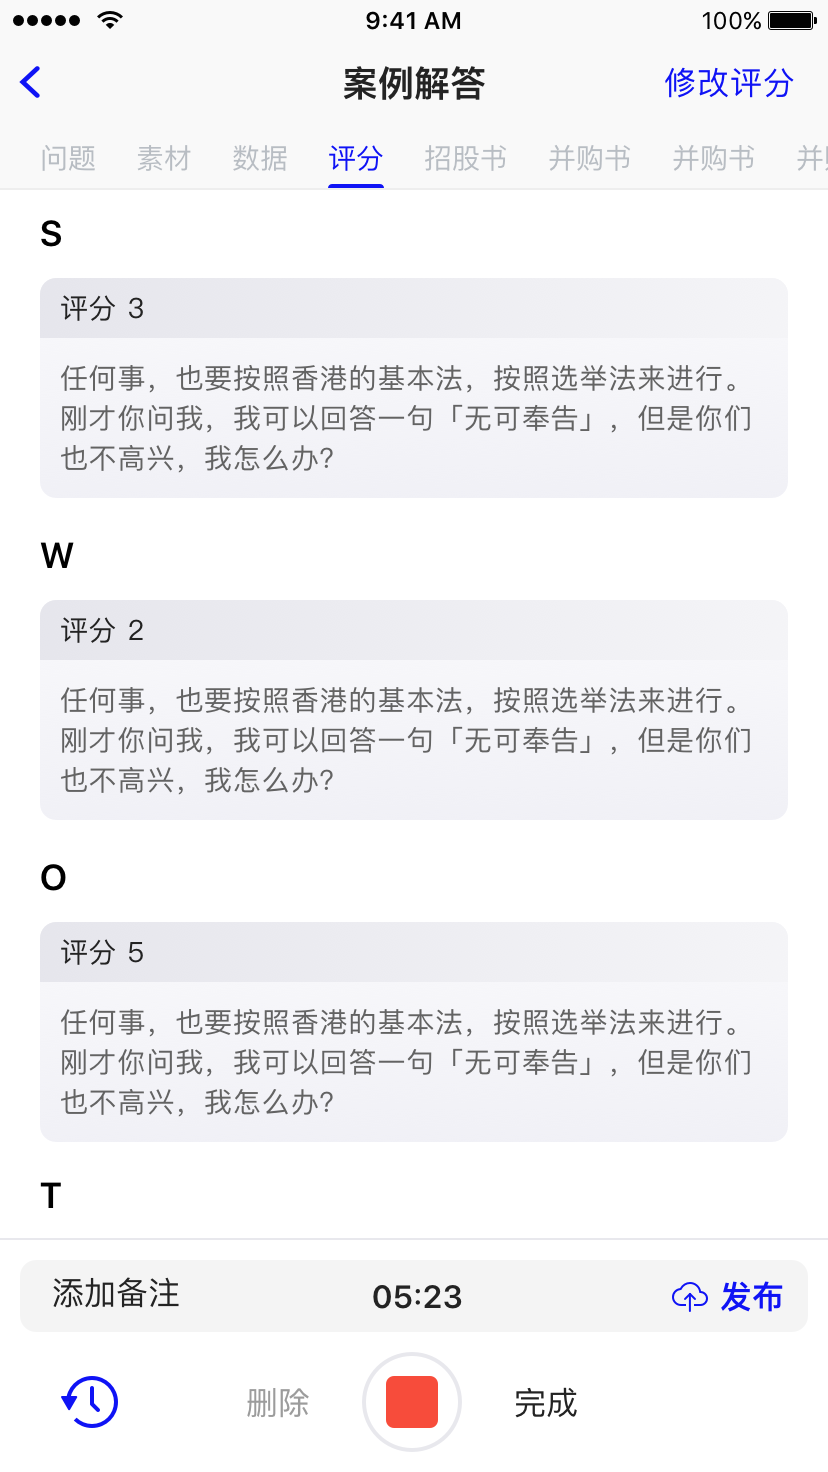 9:41 AM
100%
案例解答
修改评分
问题 素材 数据 评分 招股书 并购书 并购书 并
S
评分 3
任何事，也要按照香港的基本法，按照选举法来进行。
刚才你问我，我可以回答一句「无可奉告」，但是你们
也不高兴，我怎么办?
W
评分 2
任何事，也要按照香港的基本法，按照选举法来进行。
刚才你问我，我可以回答一句「无可奉告」，但是你们
也不高兴，我怎么办?
O
评分 5
任何事，也要按照香港的基本法，按照选举法来进行。
刚才你问我，我可以回答一句「无可奉告」，但是你们
也不高兴，我怎么办?
T
添加备注
05:23
发布
删除
完成